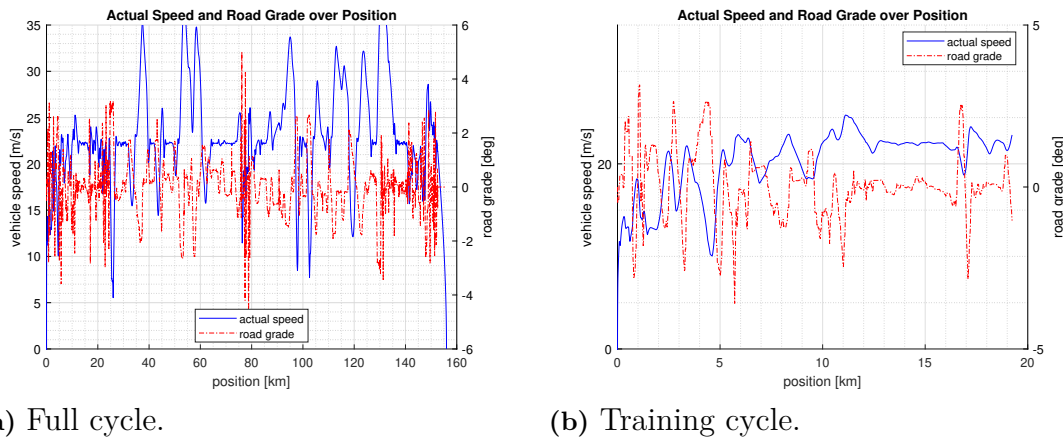 Actual Speed and Road Grade over Position
35
30
25
20
15
10
5
0
vehicle speed [m/s]
6
4
2
0
-2
-4
-6
road grade [deg]
actual speed
road grade
0 20 40 60 80 100 120 140 160
position [km]
) Full cycle.
Actual Speed and Road Grade over Position
20
0
vehicle speed [m/s]
5
0
-5
road grade [deg]
actual speed
road grade
0 5 10 15 20
position [km]
(b) Training cycle.